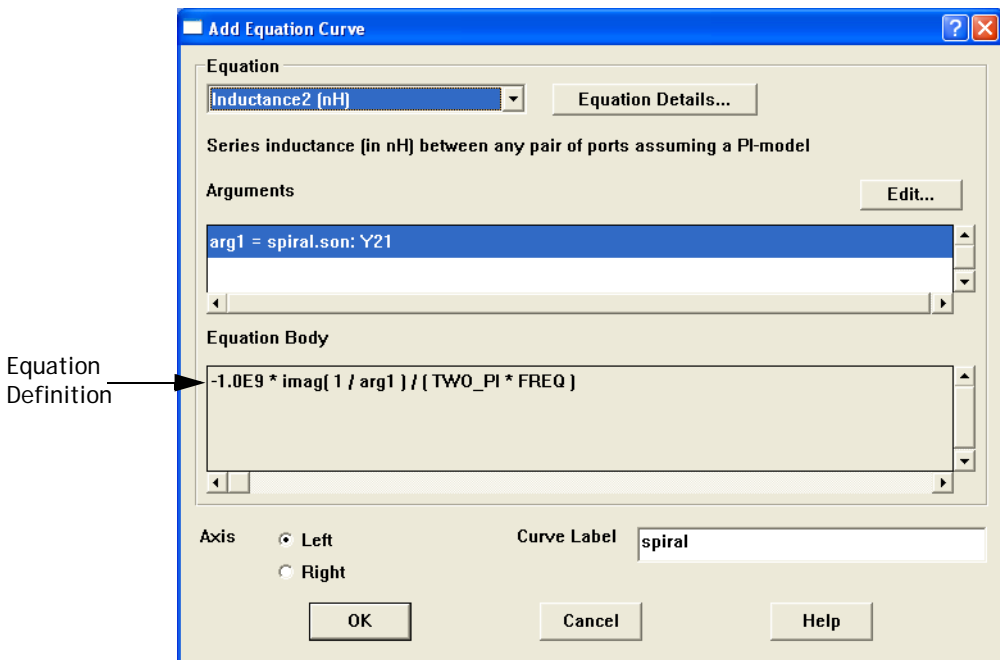 Add Equation Curve
Equation
Inductance2 (nH)
Equation Details...
Series inductance (in nH) between any pair of ports assuming a PI-model
Arguments
Edit...
arg1 = spiral.son: Y21
Equation Body
Equation
Definition
-1.0E9 * imag( 1 / arg1 ) / ( TWO_PI * FREQ )
Axis
Left
Right
Curve Label
spiral
OK
Cancel
Help